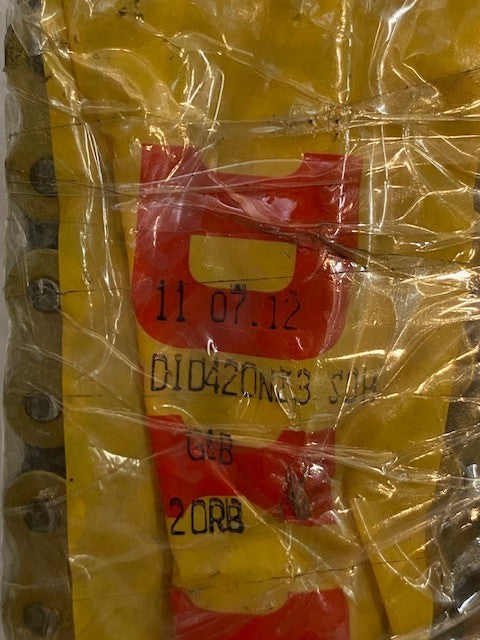 11 07.12
DID420NZ3 SDH
G&B
20RB